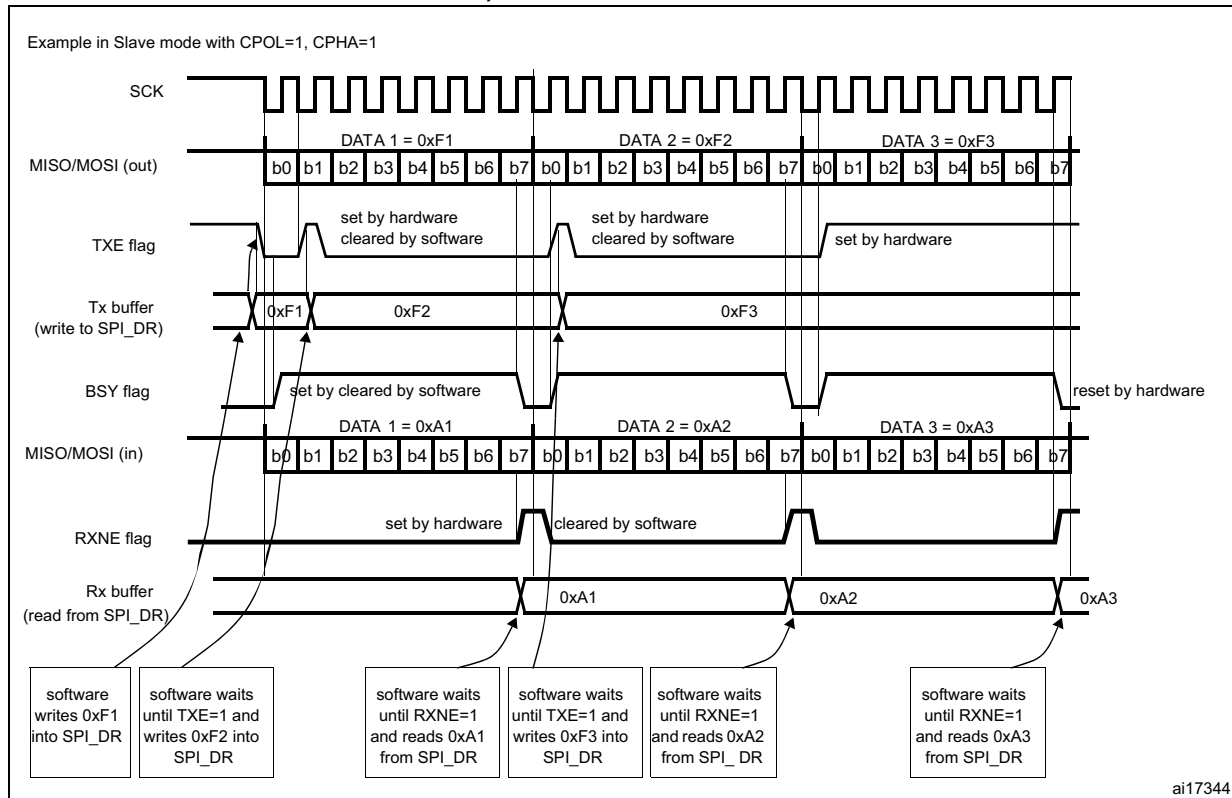 Example in Slave mode with CPOL=1, CPHA=1
SCK
DATA 1 = 0xF1 DATA 2 = 0xF2 DATA 3 = 0xF3
MISO/MOSI (out) b0 b1 b2 b3 b4 b5 b6 b7 b0 b1 b2 b3 b4 b5 b6 b7 b0 b1 b2 b3 b4 b5 b6 b7
set by hardware set by hardware
TXE flag cleared by software cleared by software set by hardware
Tx buffer 0xF1 0xF2 0xF3
(write to SPI_DR)
BSY flag set by cleared by software reset by hardware
DATA 1 = 0xA1 DATA 2 = 0xA2 DATA 3 = 0xA3
MISO/MOSI (in) b0 b1 b2 b3 b4 b5 b6 b7 b0 b1 b2 b3 b4 b5 b6 b7 b0 b1 b2 b3 b4 b5 b6 b7
set by hardware cleared by software
RXNE flag
Rx buffer 0xA1 0xA2 0xA3
(read from SPI_DR)
software
writes 0xF1
into SPI_DR
software waits
until TXE=1 and
writes 0xF2 into
SPI_DR
software waits
until RXNE=1
and reads 0xA1
from SPI_DR
software waits
until TXE=1 and
writes 0xF3 into
SPI_DR
software waits
until RXNE=1
and reads 0xA2
from SPI_ DR
software waits
until RXNE=1
and reads 0xA3
from SPI_DR
ai17344